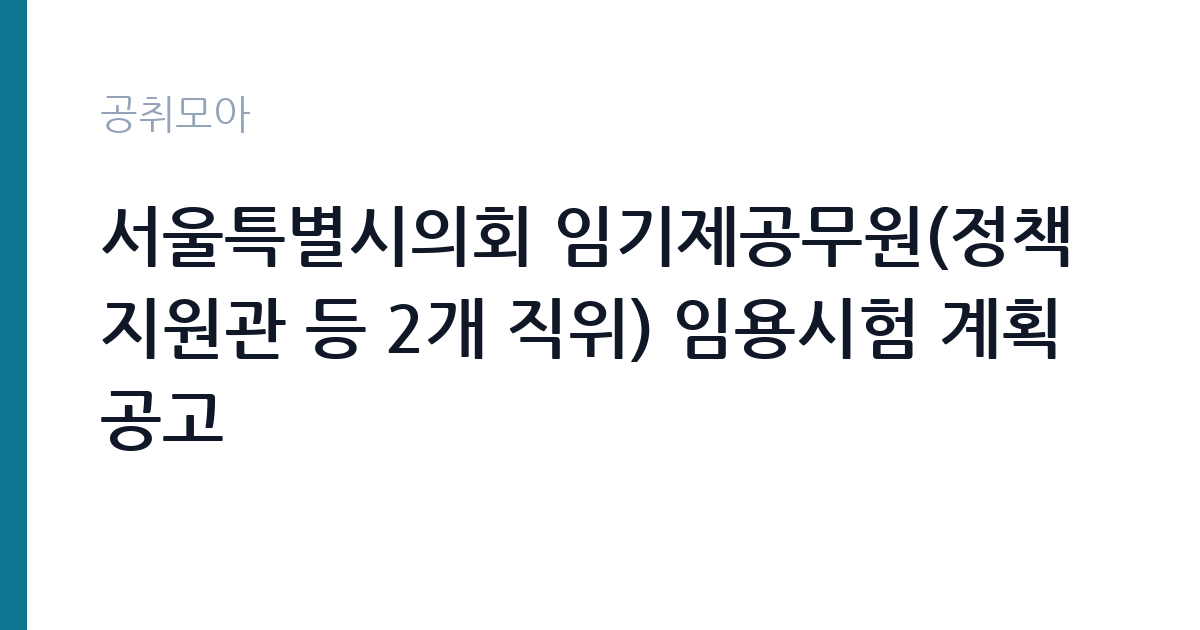 공취모아
서울특별시의회 임기제공무원(정책
지원관 등 2개 직위) 임용시험 계획
공고